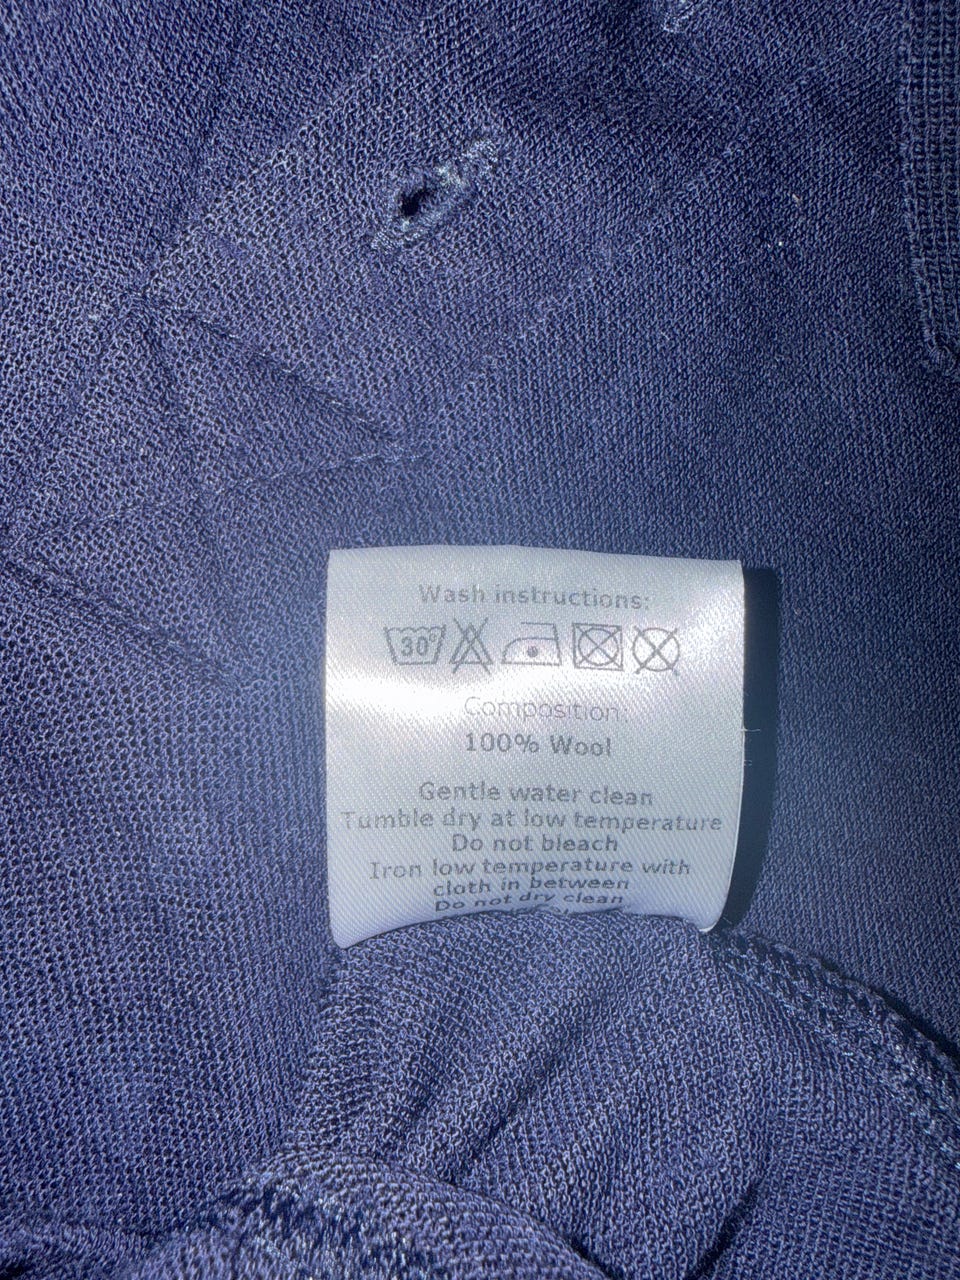 Wash instructions:
30°
Composition:
100% Wool
Gentle water clean
Tumble dry at low temperature
Do not bleach
Iron low temperature with
cloth in between
Do not dry clean